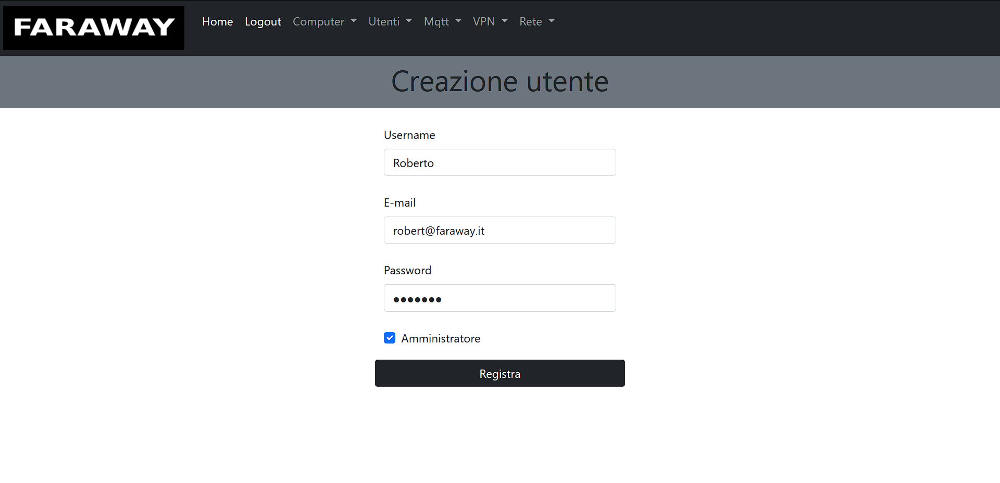 FARAWAY
Home Logout Computer Utenti Mqtt VPN Rete
Creazione utente
Username
Roberto
E-mail
robert@faraway.it
Password
•••••••
Amministratore
Registra